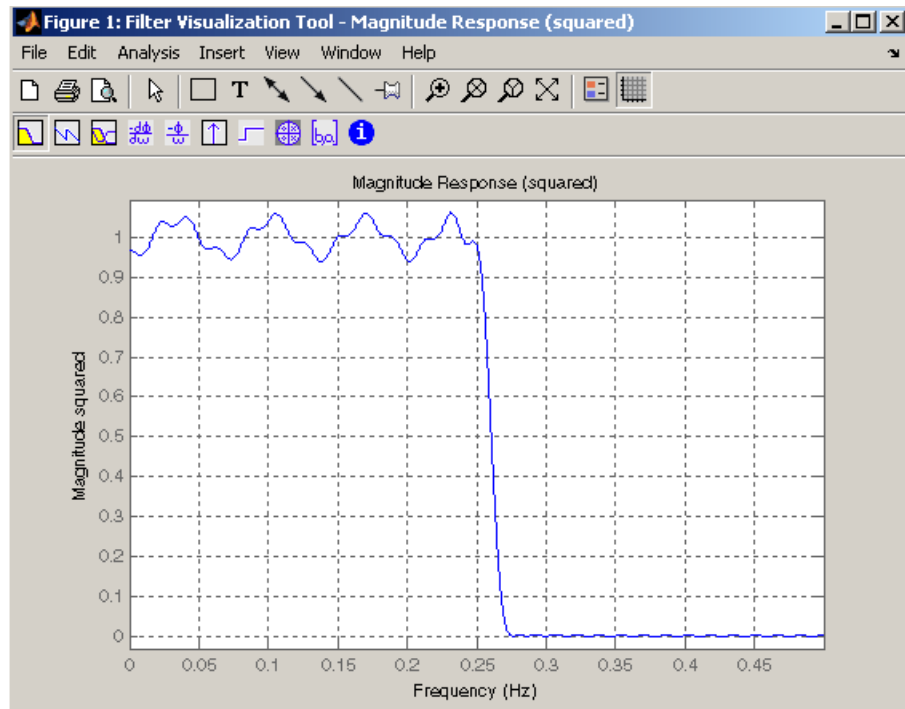 Figure 1: Filter Visualization Tool - Magnitude Response (squared)
File Edit Analysis Insert View Window Help
T
Magnitude Response (squared)
Magnitude squared
1
0.9
0.8
0.7
0.6
0.5
0.4
0.3
0.2
0.1
0
0 0.05 0.1 0.15 0.2 0.25 0.3 0.35 0.4 0.45
Frequency (Hz)